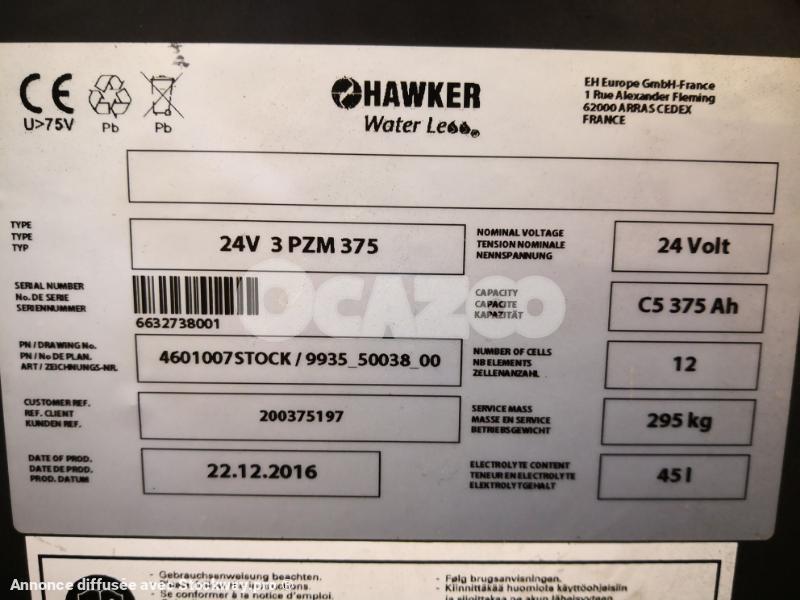 CE
U>75V
Pb
Pb
HAWKER
Water Less
EH Europe GmbH-France
1 Rue Alexander Fleming
62000 ARRAS CEDEX
FRANCE
TYPE
TYPE
TYP
24V 3 PZM 375
NOMINAL VOLTAGE
TENSION NOMINALE
NENNSPANNUNG
24 Volt
SERIAL NUMBER
No. DE SERIE
SERIENNUMMER
6632738001
CAPACITY
CAPACITE
KAPAZITÄT
C5 375 Ah
OCAZOO
PN / DRAWING No.
PN / No DE PLAN.
ART / ZEICHNUNGS-NR.
4601007STOCK / 9935_50038_00
NUMBER OF CELLS
NB ELEMENTS
ZELLENANZAHL
12
CUSTOMER REF.
REF. CLIENT
KUNDEN REF.
200375197
SERVICE MASS
MASSE EN SERVICE
BETRIEBSGEWICHT
295 kg
DATE OF PROD.
DATE DE PROD.
PROD. DATUM
22.12.2016
ELECTROLYTE CONTENT
TENEUR EN ELECTROLYTE
ELEKTROLYTGEHALT
45 l
- Gebrauchsanweisung beachten.
- Se conformer à la notice d'emploi.
- Følg brugsanvisningen.
- Kiinnittäkää huomiota käyttöohjeisiin
Annonce diffusée avec Stockway.pro